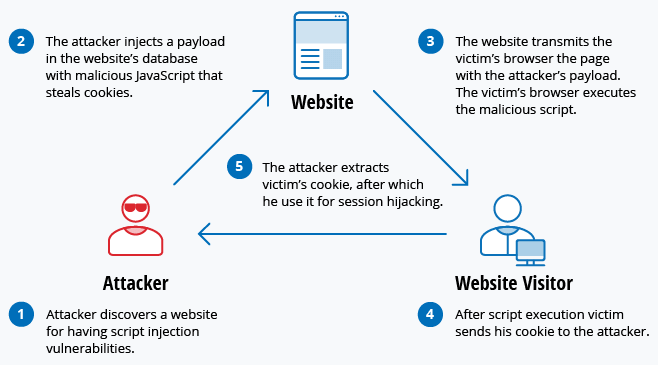 2
The attacker injects a payload
in the website's database
with malicious JavaScript that
steals cookies.
Website
3
The website transmits the
victim's browser the page
with the attacker's payload.
The victim's browser executes
the malicious script.
5
The attacker extracts
victim's cookie, after which
he use it for session hijacking.
Attacker
1
Attacker discovers a website
for having script injection
vulnerabilities.
Website Visitor
4
After script execution victim
sends his cookie to the attacker.